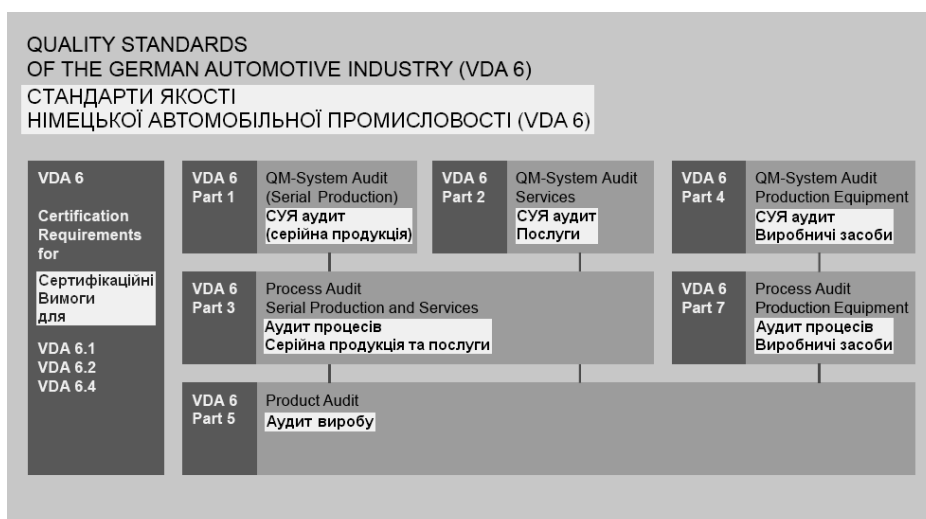 QUALITY STANDARDS
OF THE GERMAN AUTOMOTIVE INDUSTRY (VDA 6)
СТАНДАРТИ ЯКОСТІ
НІМЕЦЬКОЇ АВТОМОБІЛЬНОЇ ПРОМИСЛОВОСТІ (VDA 6)
VDA 6
Certification
Requirements
for
Сертифікаційні
Вимоги
для
VDA 6.1
VDA 6.2
VDA 6.4
VDA 6
Part 1
QM-System Audit
(Serial Production)
СУЯ аудит
(серійна продукція)
VDA 6
Part 2
QM-System Audit
Services
СУЯ аудит
Послуги
VDA 6
Part 4
QM-System Audit
Production Equipment
СУЯ аудит
Виробничі засоби
VDA 6
Part 3
Process Audit
Serial Production and Services
Аудит процесів
Серійна продукція та послуги
VDA 6
Part 7
Process Audit
Production Equipment
Аудит процесів
Виробничі засоби
VDA 6
Part 5
Product Audit
Аудит виробу